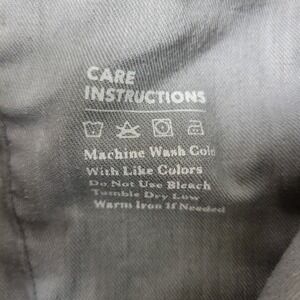 CARE
INSTRUCTIONS
Machine Wash Cold
With Like Colors
Do Not Use Bleach
Tumble Dry Low
Warm Iron If Needed